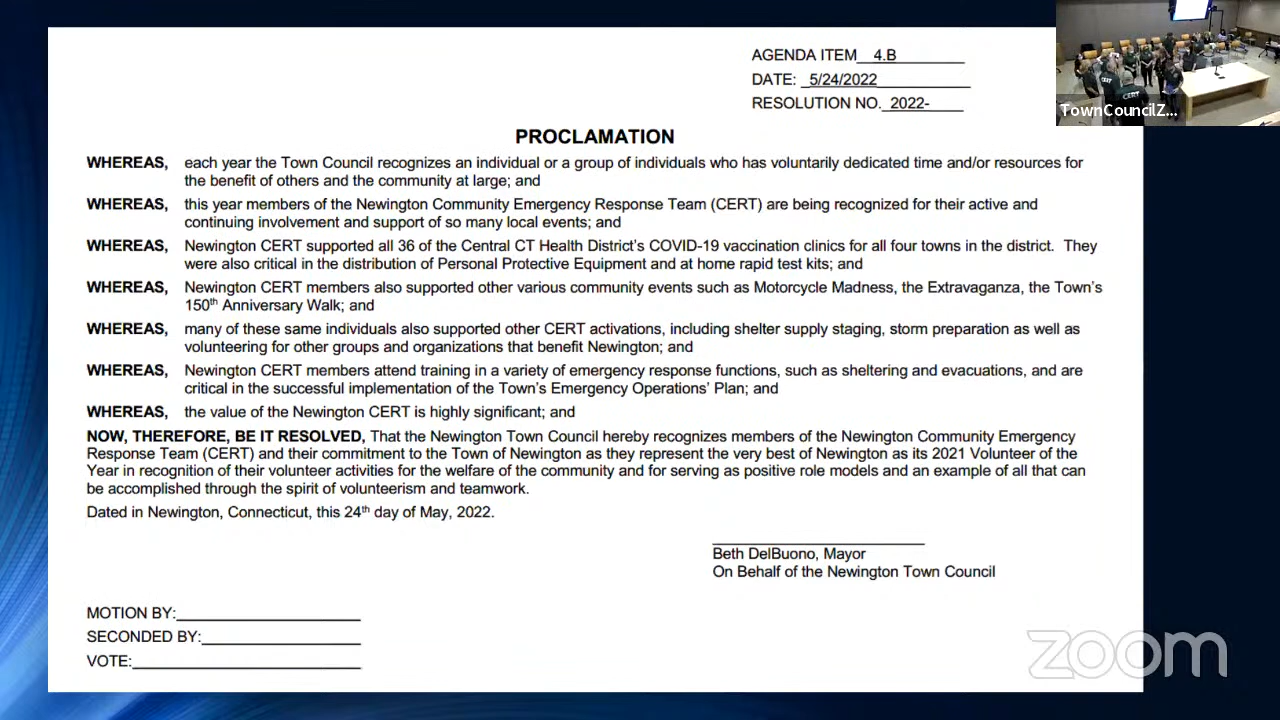 AGENDA ITEM__4.B________
DATE: _5/24/2022___________
RESOLUTION NO._2022-____
CERT
CERT
TownCouncilZ...
PROCLAMATION
WHEREAS, each year the Town Council recognizes an individual or a group of individuals who has voluntarily dedicated time and/or resources for
the benefit of others and the community at large; and
WHEREAS, this year members of the Newington Community Emergency Response Team (CERT) are being recognized for their active and
continuing involvement and support of so many local events; and
WHEREAS, Newington CERT supported all 36 of the Central CT Health District's COVID-19 vaccination clinics for all four towns in the district. They
were also critical in the distribution of Personal Protective Equipment and at home rapid test kits; and
WHEREAS, Newington CERT members also supported other various community events such as Motorcycle Madness, the Extravaganza, the Town's
150th Anniversary Walk; and
WHEREAS, many of these same individuals also supported other CERT activations, including shelter supply staging, storm preparation as well as
volunteering for other groups and organizations that benefit Newington; and
WHEREAS, Newington CERT members attend training in a variety of emergency response functions, such as sheltering and evacuations, and are
critical in the successful implementation of the Town's Emergency Operations' Plan; and
WHEREAS, the value of the Newington CERT is highly significant; and
NOW, THEREFORE, BE IT RESOLVED, That the Newington Town Council hereby recognizes members of the Newington Community Emergency
Response Team (CERT) and their commitment to the Town of Newington as they represent the very best of Newington as its 2021 Volunteer of the
Year in recognition of their volunteer activities for the welfare of the community and for serving as positive role models and an example of all that can
be accomplished through the spirit of volunteerism and teamwork.
Dated in Newington, Connecticut, this 24th day of May, 2022.
Beth DelBuono, Mayor
On Behalf of the Newington Town Council
MOTION BY:______________________
SECONDED BY:___________________
VOTE:___________________________
zoom